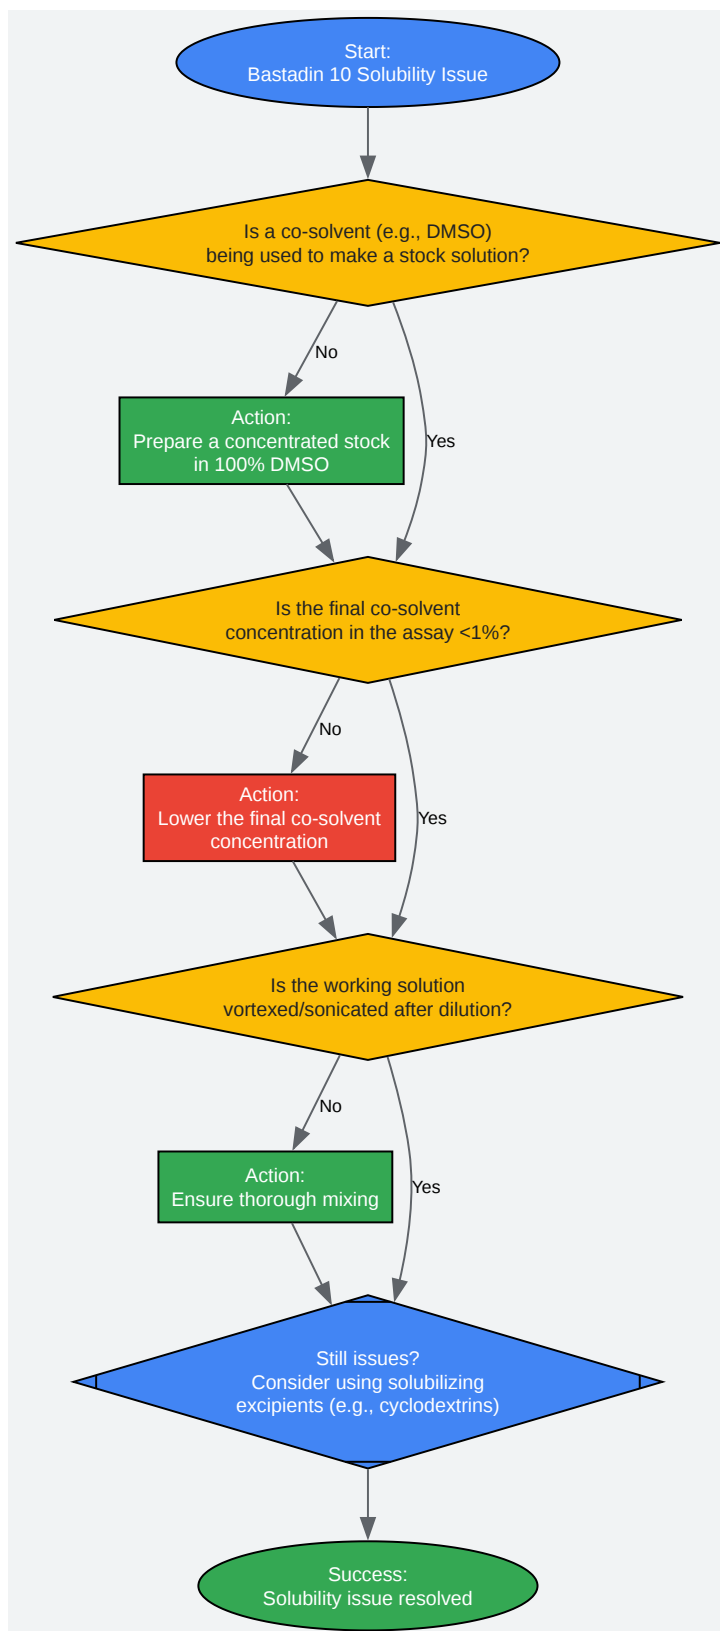 Start:
Bastadin 10 Solubility Issue
Is a co-solvent (e.g., DMSO)
being used to make a stock solution?
No
Action:
Prepare a concentrated stock
in 100% DMSO
Yes
Is the final co-solvent
concentration in the assay <1%?
No
Action:
Lower the final co-solvent
concentration
Yes
Is the working solution
vortexed/sonicated after dilution?
No
Action:
Ensure thorough mixing
Yes
Still issues?
Consider using solubilizing
excipients (e.g., cyclodextrins)
Success:
Solubility issue resolved